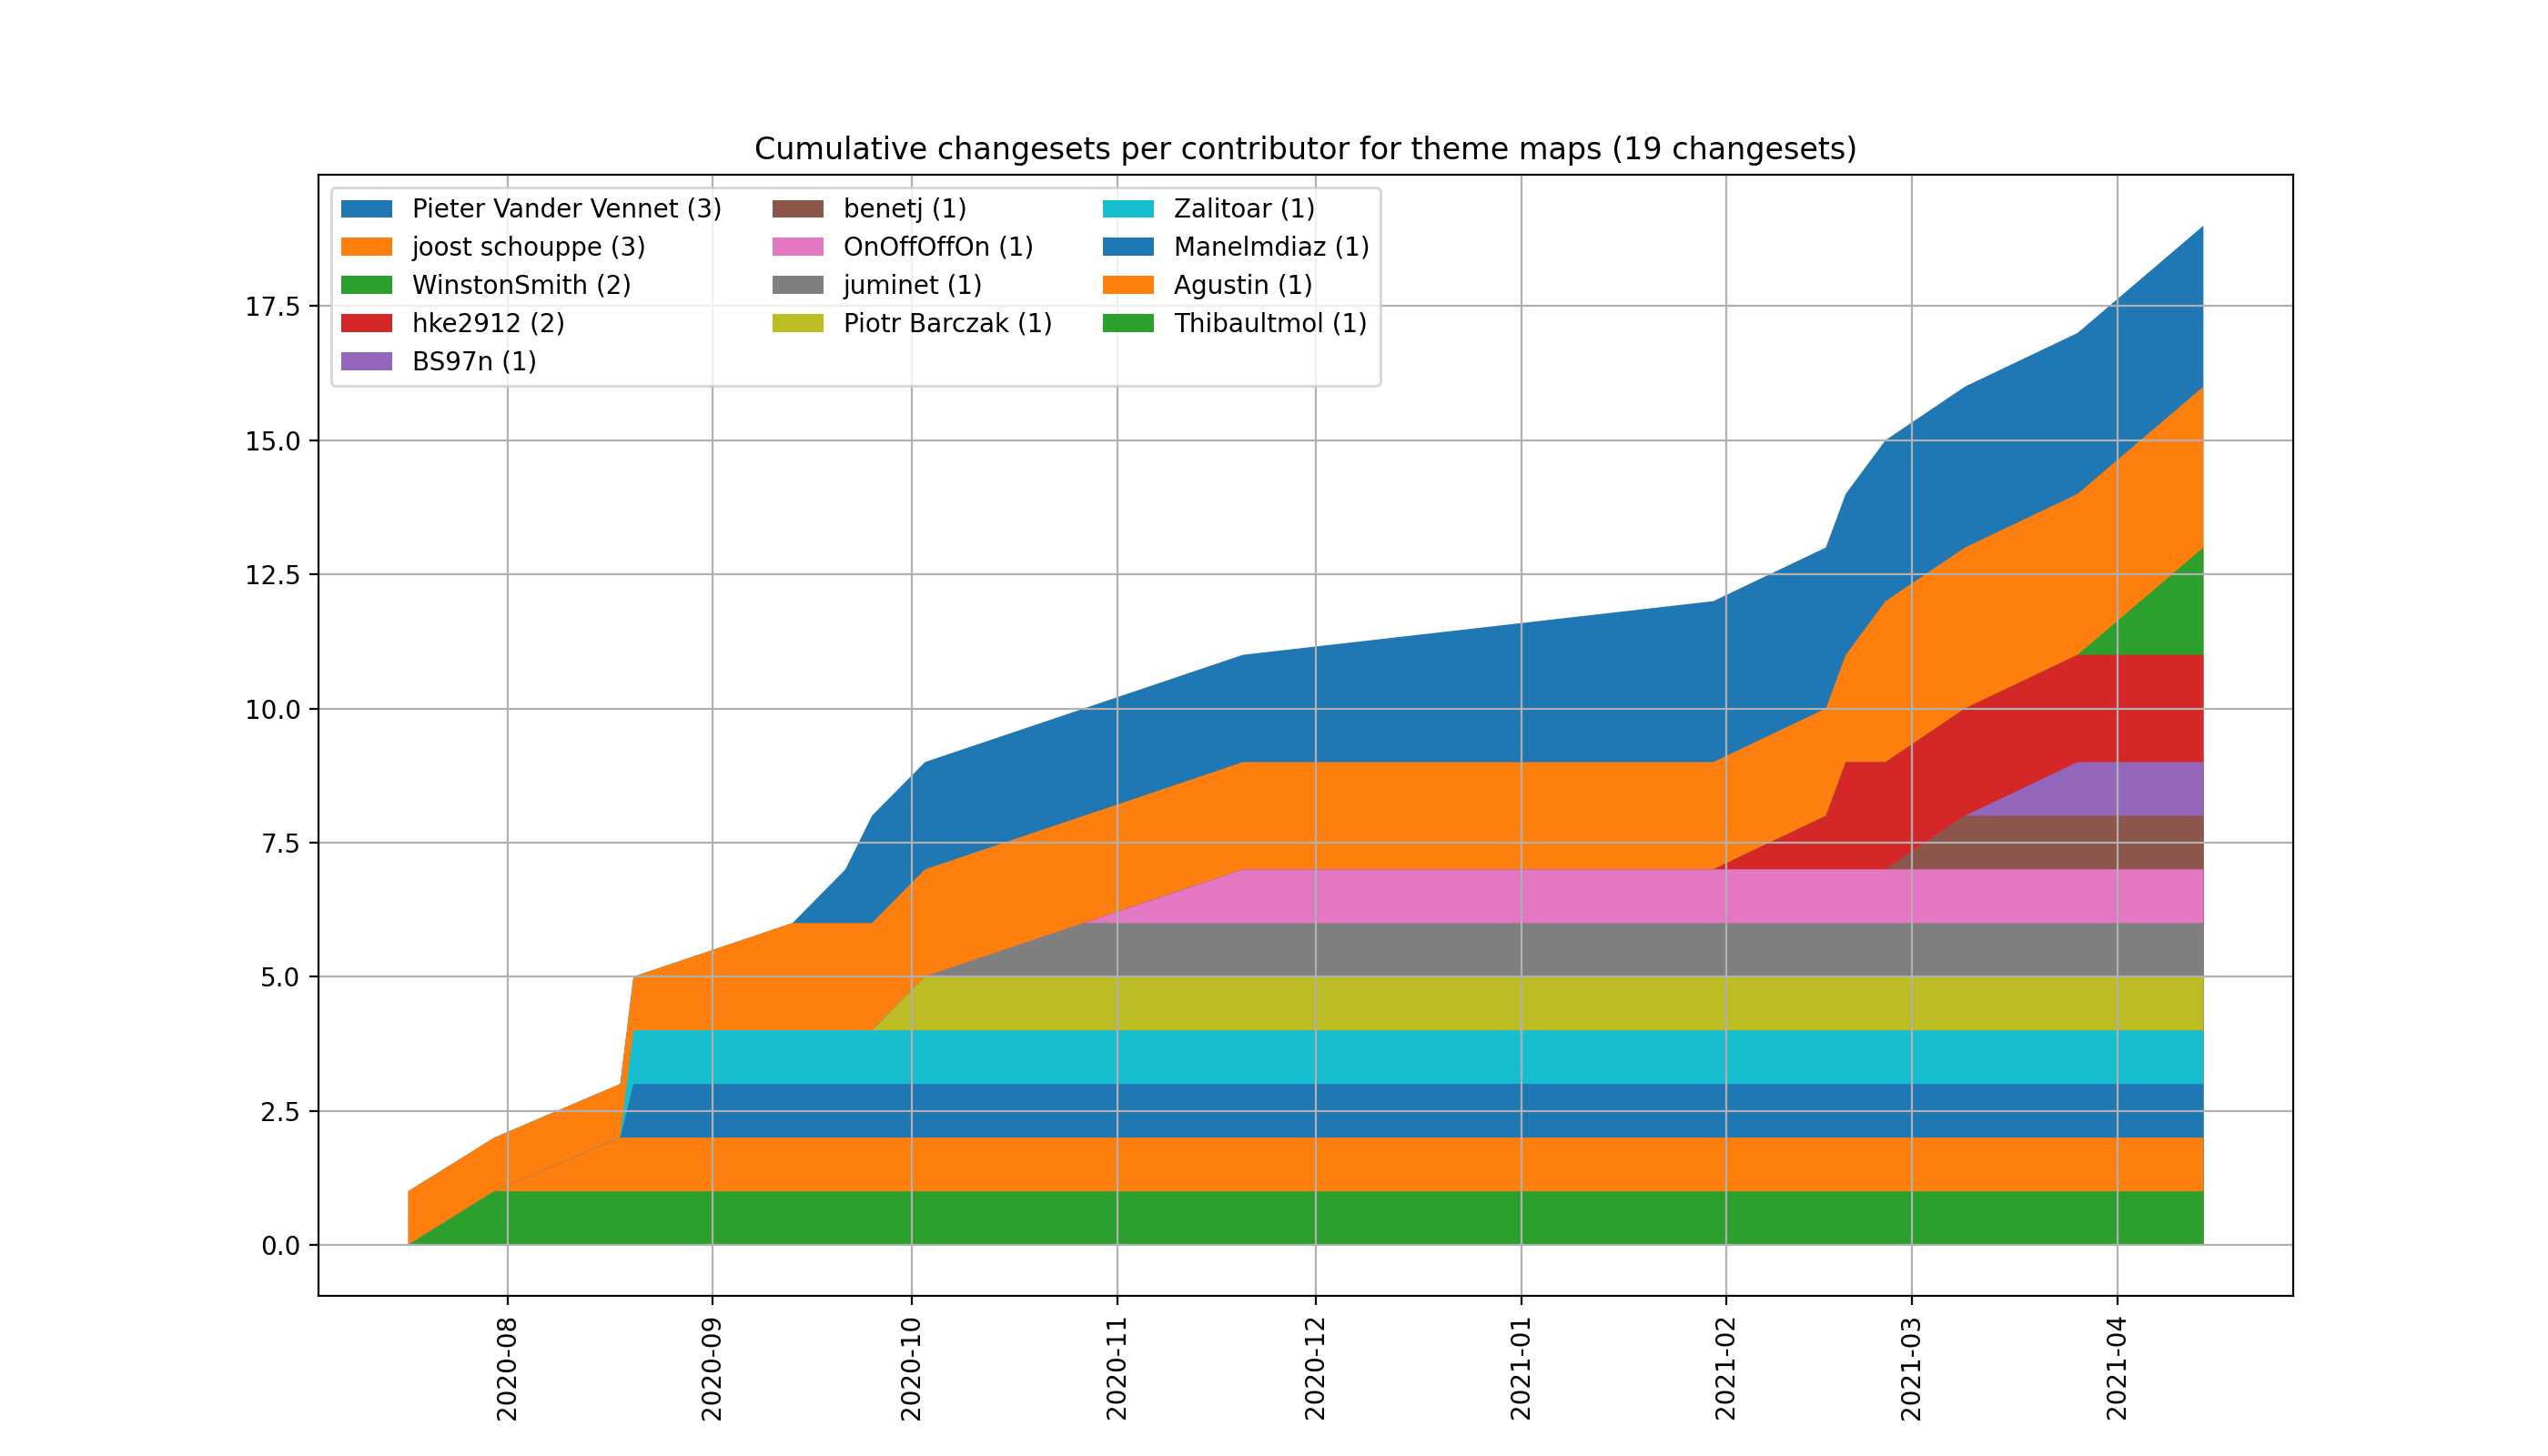 Cumulative changesets per contributor for theme maps (19 changesets)
Pieter Vander Vennet (3)
joost schouppe (3)
WinstonSmith (2)
hke2912 (2)
BS97n (1)
benetj (1)
OnOffOffOn (1)
juminet (1)
Piotr Barczak (1)
Zalitoar (1)
Manelmdiaz (1)
Agustin (1)
Thibaultmol (1)
17.5
15.0
12.5
10.0
7.5
5.0
2.5
0.0
2020-08
2020-09
2020-10
2020-11
2020-12
2021-01
2021-02
2021-03
2021-04